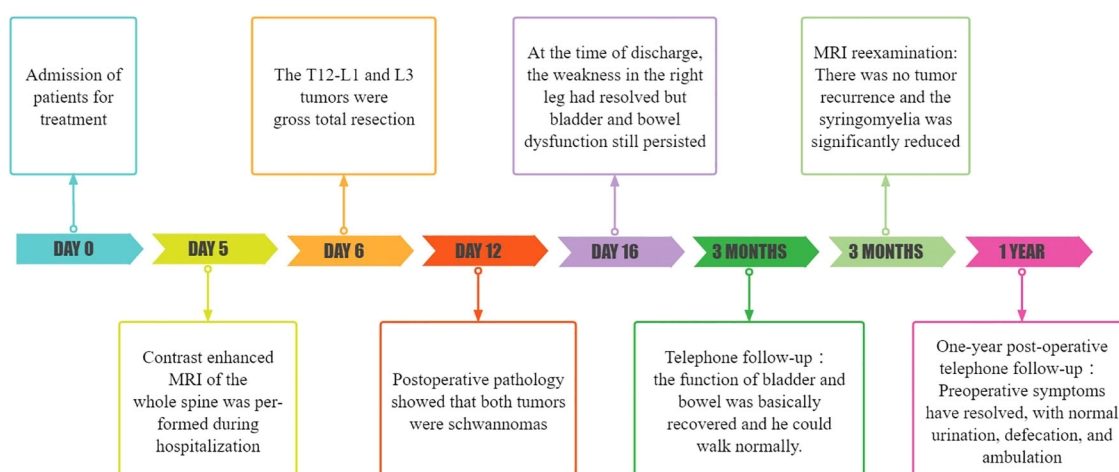 Admission of
patients for
treatment
The T12-L1 and L3
tumors were
gross total resection
At the time of discharge,
the weakness in the right
leg had resolved but
bladder and bowel
dysfunction still persisted
MRI reexamination:
There was no tumor
recurrence and the
syringomyelia was
significantly reduced
DAY 0
DAY 5
DAY 6
DAY 12
DAY 16
3 MONTHS
3 MONTHS
1 YEAR
Contrast enhanced
MRI of the
whole spine was per-
formed during
hospitalization
Postoperative pathology
showed that both tumors
were schwannomas
Telephone follow-up：
the function of bladder and
bowel was basically
recovered and he could
walk normally.
One-year post-operative
telephone follow-up：
Preoperative symptoms
have resolved, with normal
urination, defecation, and
ambulation